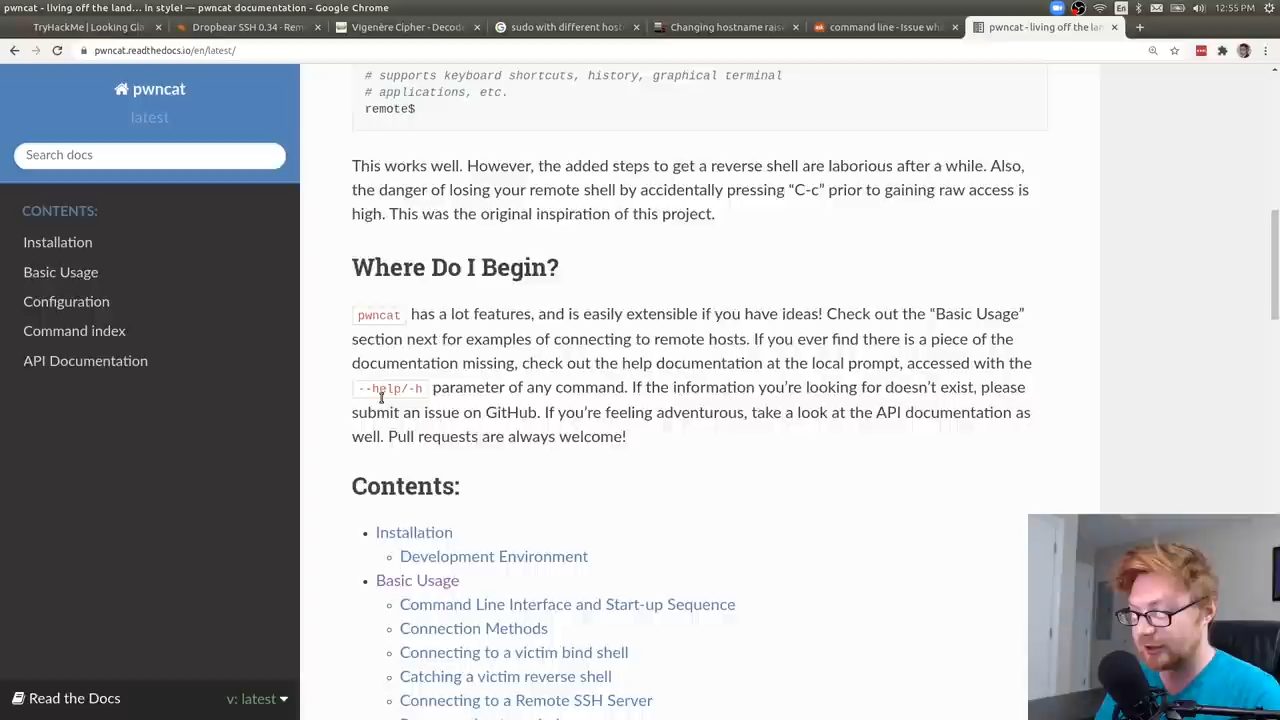 pwncat - living off the land... in style! — pwncat documentation - Google Chrome
En
12:55 PM
TryHackMe | Looking Gla
Dropbear SSH 0.34 - Rem
Vigenère Cipher - Decod
sudo with different host
Changing hostname raise
command line - Issue wh
pwncat - living off the la
pwncat.readthedocs.io/en/latest/
pwncat
latest
Search docs
CONTENTS:
Installation
Basic Usage
Configuration
Command index
API Documentation
Read the Docs
v: latest
# supports keyboard shortcuts, history, graphical terminal
# applications, etc.
remote$
This works well. However, the added steps to get a reverse shell are laborious after a while. Also,
the danger of losing your remote shell by accidentally pressing “C-c” prior to gaining raw access is
high. This was the original inspiration of this project.
Where Do I Begin?
pwncat has a lot features, and is easily extensible if you have ideas! Check out the “Basic Usage”
section next for examples of connecting to remote hosts. If you ever find there is a piece of the
documentation missing, check out the help documentation at the local prompt, accessed with the
--help/-h parameter of any command. If the information you’re looking for doesn’t exist, please
submit an issue on GitHub. If you’re feeling adventurous, take a look at the API documentation as
well. Pull requests are always welcome!
Contents:
Installation
Development Environment
Basic Usage
Command Line Interface and Start-up Sequence
Connection Methods
Connecting to a victim bind shell
Catching a victim reverse shell
Connecting to a Remote SSH Server